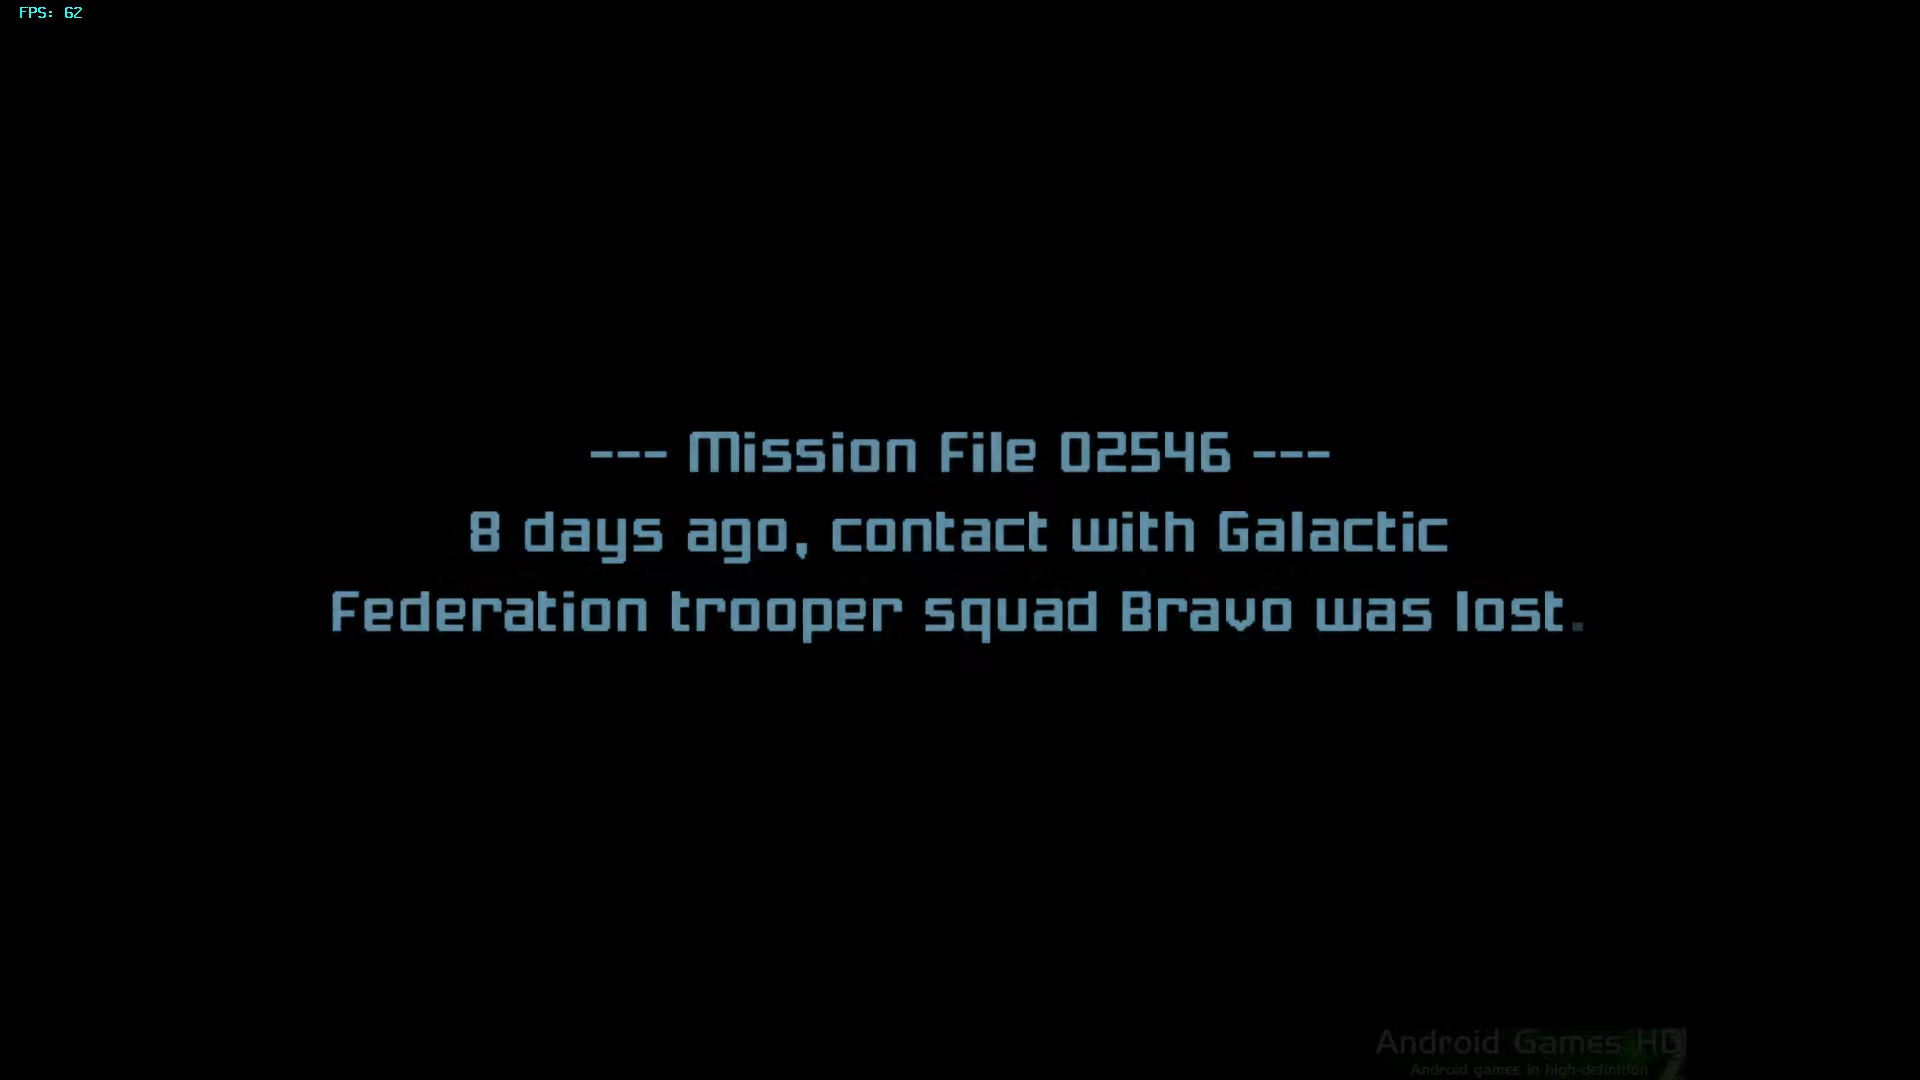 FPS: 62
--- Mission File 02546 ---
8 days ago, contact with Galactic
Federation trooper squad Bravo was lost.
Android Games HD
Android games in high-definition